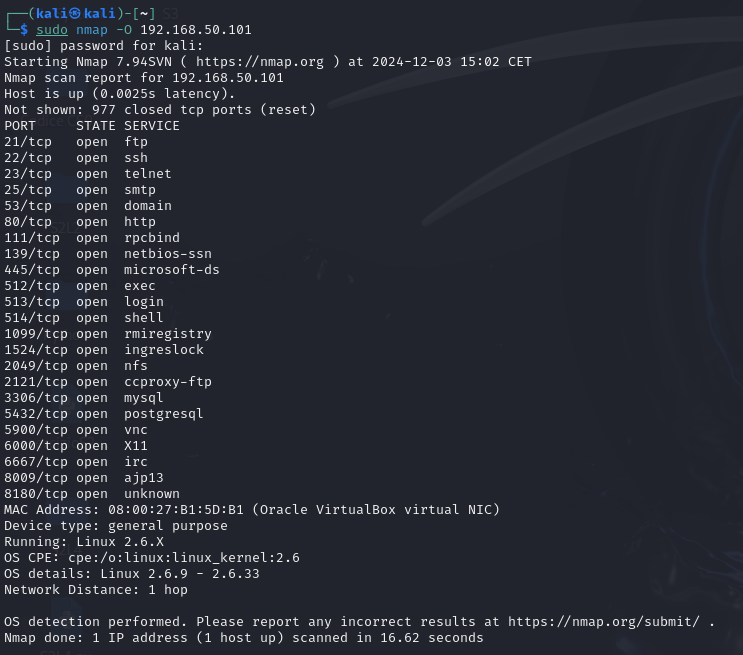 ┌──(kali㉿kali)-[~]
└─$ sudo nmap -O 192.168.50.101
[sudo] password for kali:
Starting Nmap 7.94SVN ( https://nmap.org ) at 2024-12-03 15:02 CET
Nmap scan report for 192.168.50.101
Host is up (0.0025s latency).
Not shown: 977 closed tcp ports (reset)
PORT     STATE SERVICE
21/tcp   open  ftp
22/tcp   open  ssh
23/tcp   open  telnet
25/tcp   open  smtp
53/tcp   open  domain
80/tcp   open  http
111/tcp  open  rpcbind
139/tcp  open  netbios-ssn
445/tcp  open  microsoft-ds
512/tcp  open  exec
513/tcp  open  login
514/tcp  open  shell
1099/tcp open  rmiregistry
1524/tcp open  ingreslock
2049/tcp open  nfs
2121/tcp open  ccproxy-ftp
3306/tcp open  mysql
5432/tcp open  postgresql
5900/tcp open  vnc
6000/tcp open  X11
6667/tcp open  irc
8009/tcp open  ajp13
8180/tcp open  unknown
MAC Address: 08:00:27:B1:5D:B1 (Oracle VirtualBox virtual NIC)
Device type: general purpose
Running: Linux 2.6.X
OS CPE: cpe:/o:linux:linux_kernel:2.6
OS details: Linux 2.6.9 - 2.6.33
Network Distance: 1 hop

OS detection performed. Please report any incorrect results at https://nmap.org/submit/ .
Nmap done: 1 IP address (1 host up) scanned in 16.62 seconds